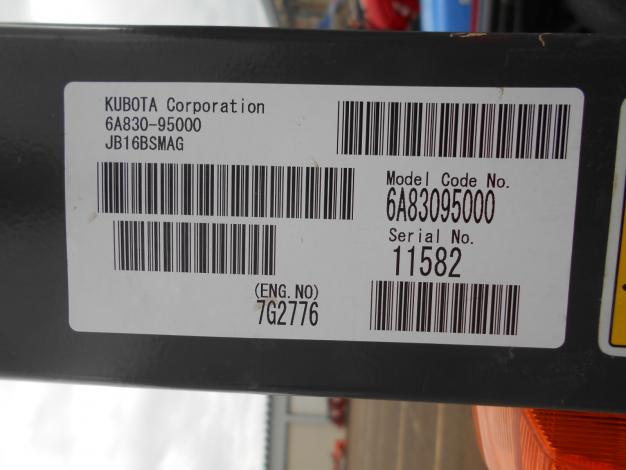 KUBOTA Corporation
6A830-95000
JB16BSMAG
Model Code No.
6A83095000
Serial No.
11582
(ENG.NO)
7G2776